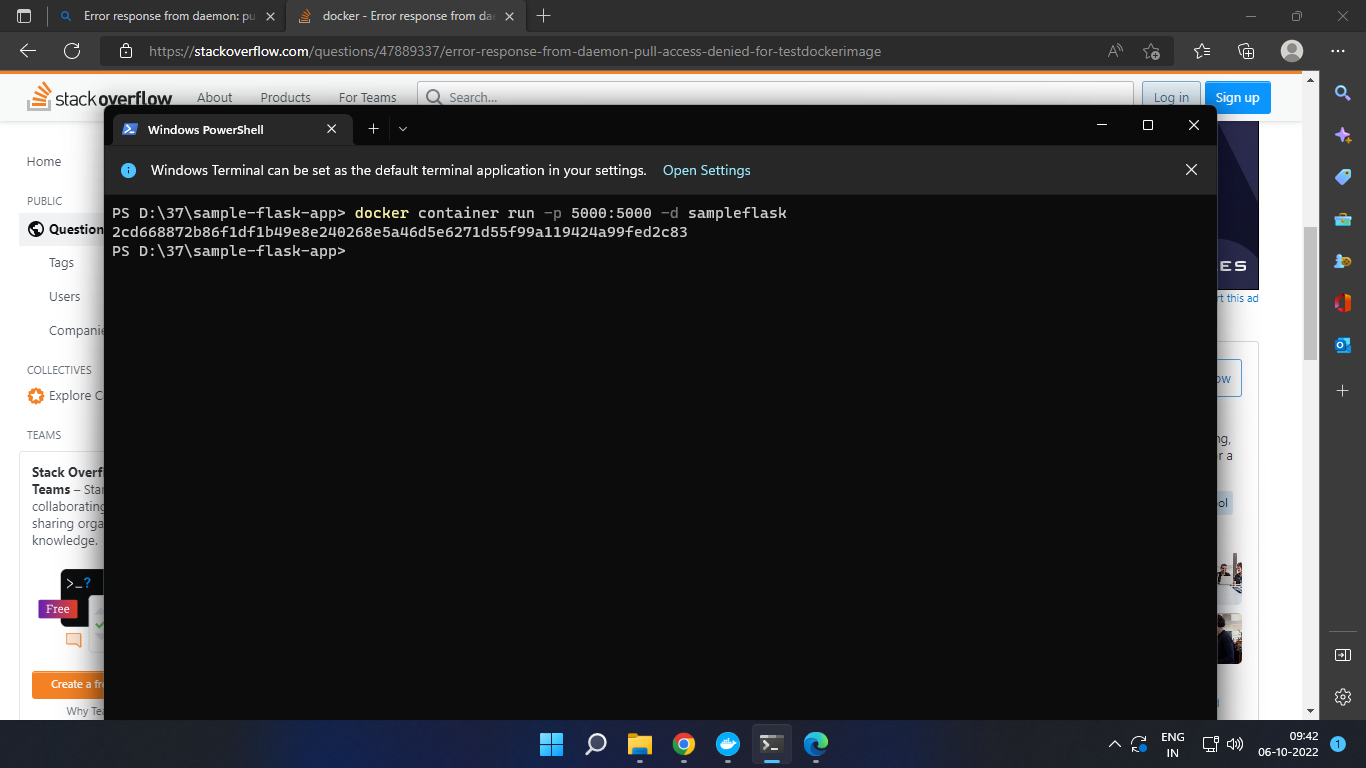 Error response from daemon: pu
docker - Error response from dae
https://stackoverflow.com/questions/47889337/error-response-from-daemon-pull-access-denied-for-testdockerimage
stackoverflow
About
Products
For Teams
Search...
Log in
Sign up
Windows PowerShell
Windows Terminal can be set as the default terminal application in your settings. Open Settings
PS D:\37\sample-flask-app> docker container run -p 5000:5000 -d sampleflask
2cd668872b86f1df1b49e8e240268e5a46d5e6271d55f99a119424a99fed2c83
PS D:\37\sample-flask-app>
Home
PUBLIC
Question
Tags
Users
Companie
COLLECTIVES
Explore C
TEAMS
Stack Overf
Teams – Star
collaborating
sharing orga
knowledge.
>_?
Free
Create a fre
Why Tea
ES
rt this ad
ow
ng,
r a
ol
ENG
IN
09:42
06-10-2022
1